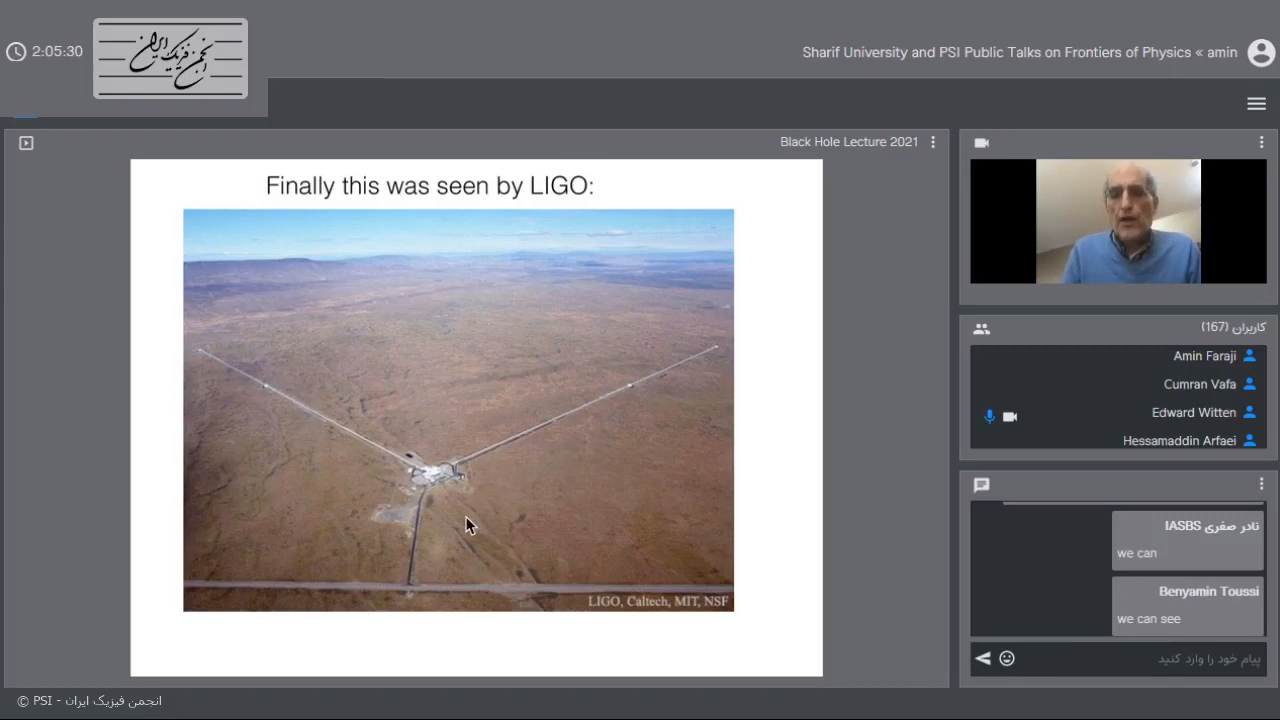 2:05:30
انجمن فیزیک ایران
Sharif University and PSI Public Talks on Frontiers of Physics « amin
Black Hole Lecture 2021
Finally this was seen by LIGO:
LIGO, Caltech, MIT, NSF
کاربران (167)
Amin Faraji
Cumran Vafa
Edward Witten
Hessamaddin Arfaei
نادر صفری IASBS
we can
Benyamin Toussi
we can see
پیام خود را وارد کنید
© PSI - انجمن فیزیک ایران